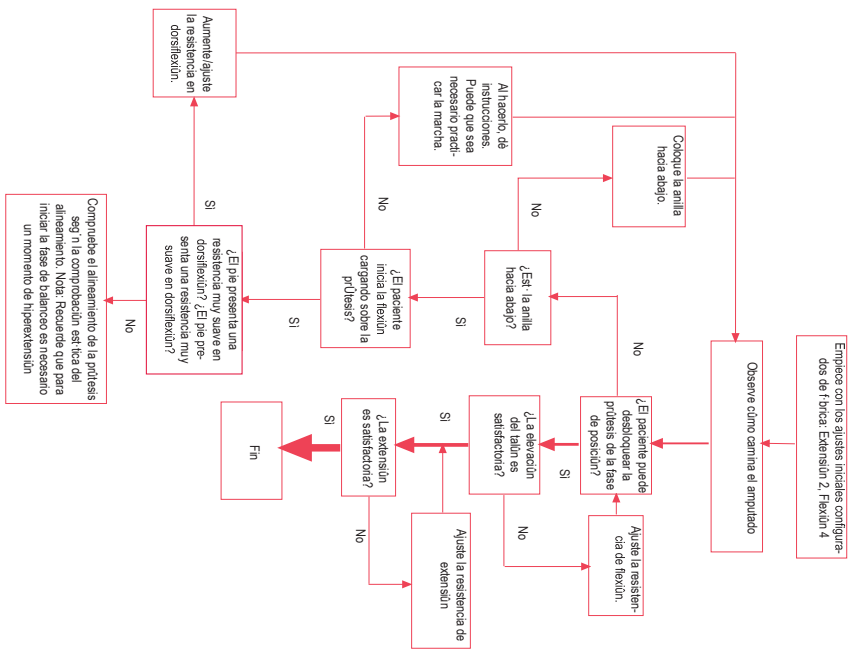 Empiece con los ajustes iniciales configura-
dos de f·brica: Extensiûn 2, Flexiûn 4
Observe cûmo camina el amputado
¿El paciente puede
desbloquear la
prûtesis de la fase
de posiciûn?
No
Sì
Ajuste la resisten-
cia de flexiûn.
¿La elevaciûn
del talûn es
satisfactoria?
No
Sì
Ajuste la resistencia de
extensiûn
¿La extensiûn
es satisfactoria?
No
Sì
Fin
¿Est· la anilla
hacia abajo?
No
Sì
Coloque la anilla
hacia abajo.
¿El paciente
inicia la flexiûn
cargando sobre la
prÛtesis?
No
Sì
Al hacerlo, dè
instrucciones.
Puede que sea
necesario practi-
car la marcha.
¿El pie presenta una
resistencia muy suave en
dorsiflexiûn? ¿El pie pre-
senta una resistencia muy
suave en dorsiflexiûn?
Sì
No
Aumente/ajuste
la resistencia en
dorsiflexiûn.
Compruebe el alineamiento de la prûtesis
seg˙n la comprobaciûn est·tica del
alineamiento. Nota: Recuerde que para
iniciar la fase de balanceo es necesario
un momento de hiperextensiûn